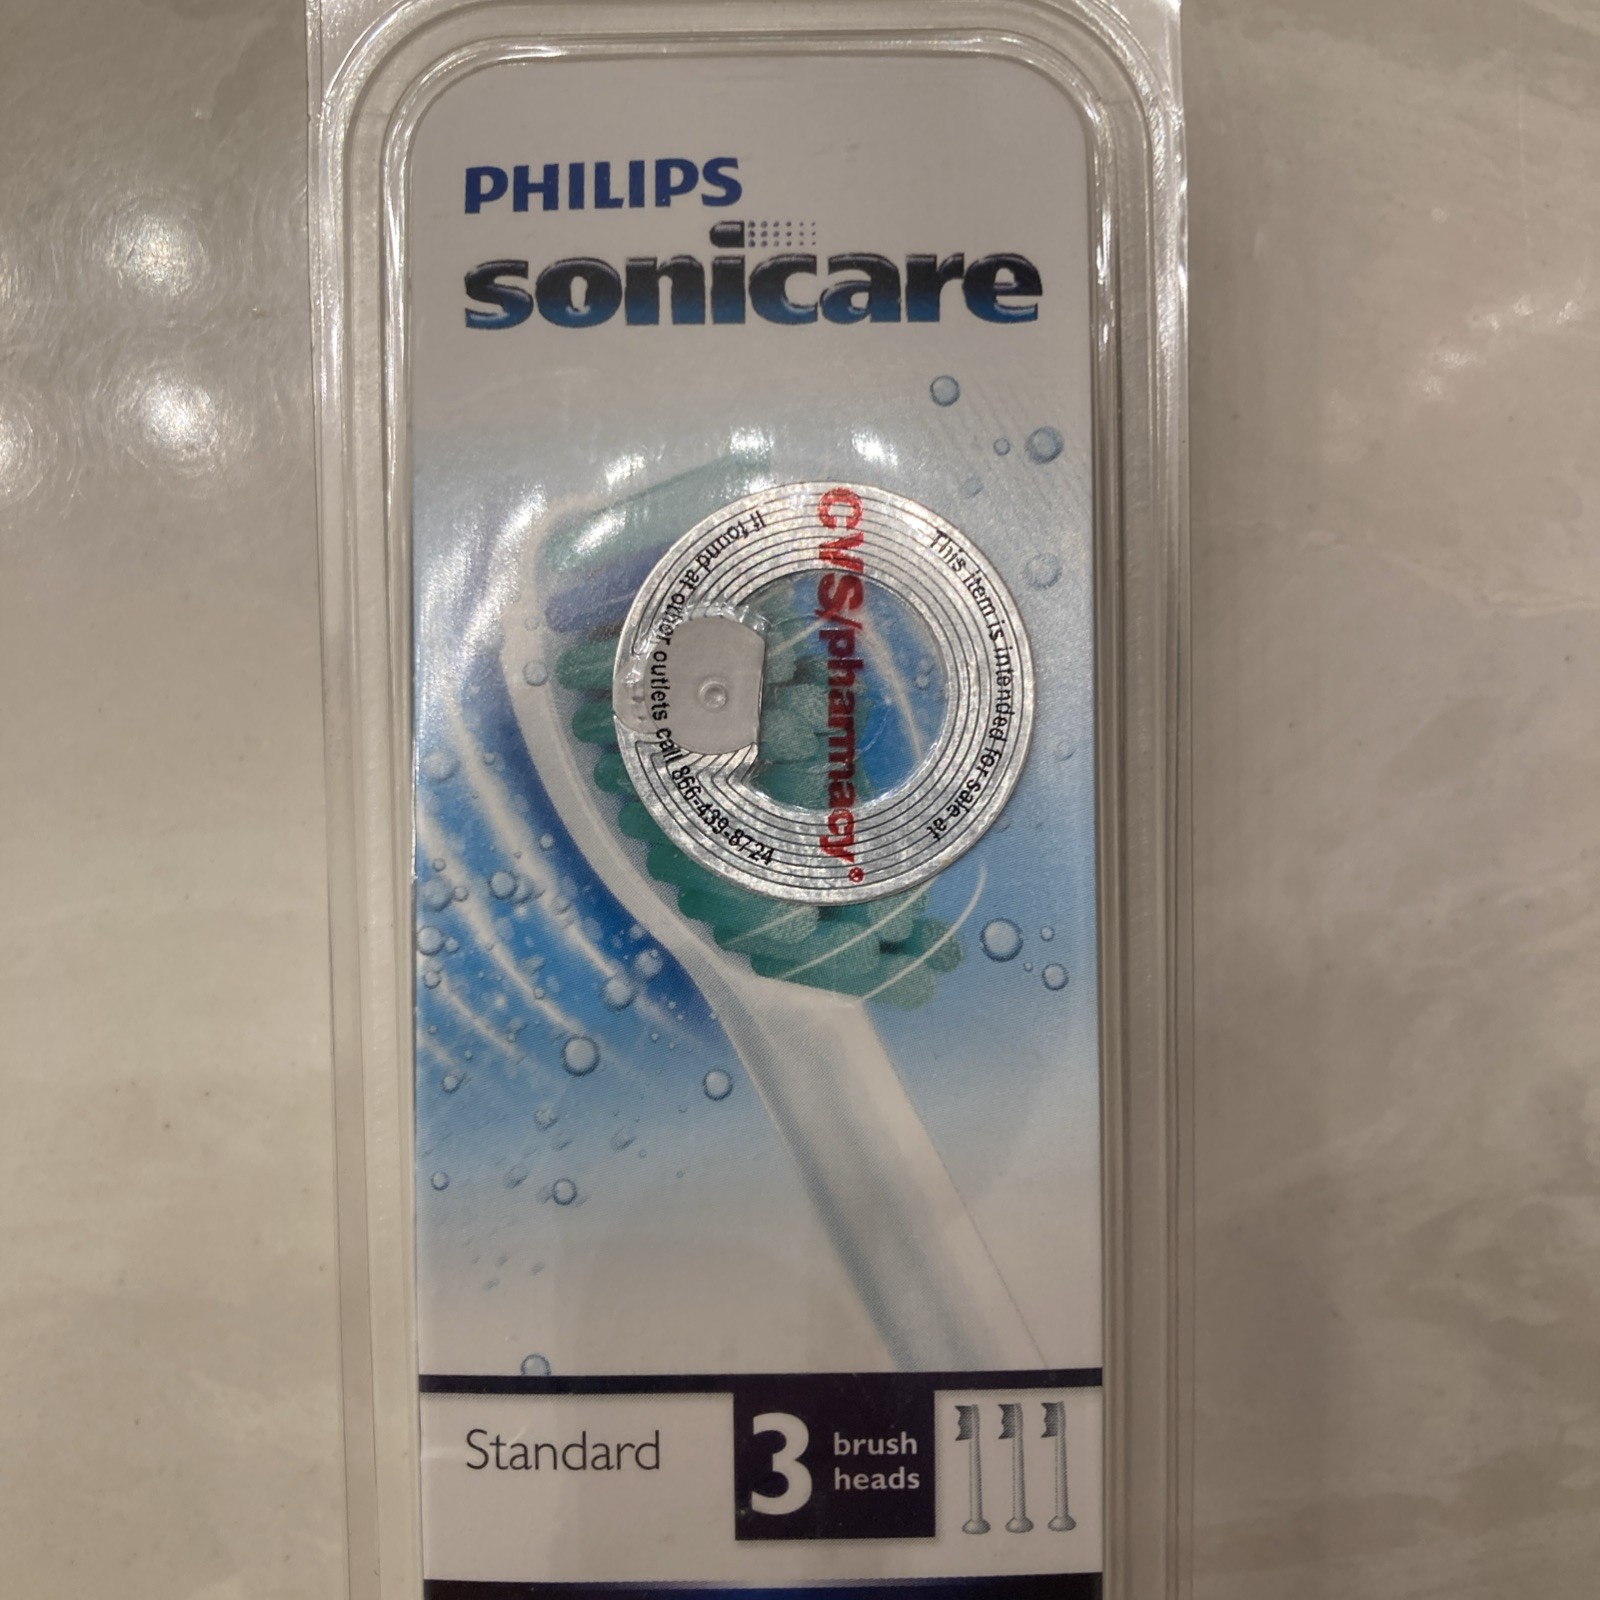 PHILIPS
sonicare
This item is intended for sale at
CVS/pharmacy®
If found at other outlets call 866-439-8724
Standard
3
brush
heads